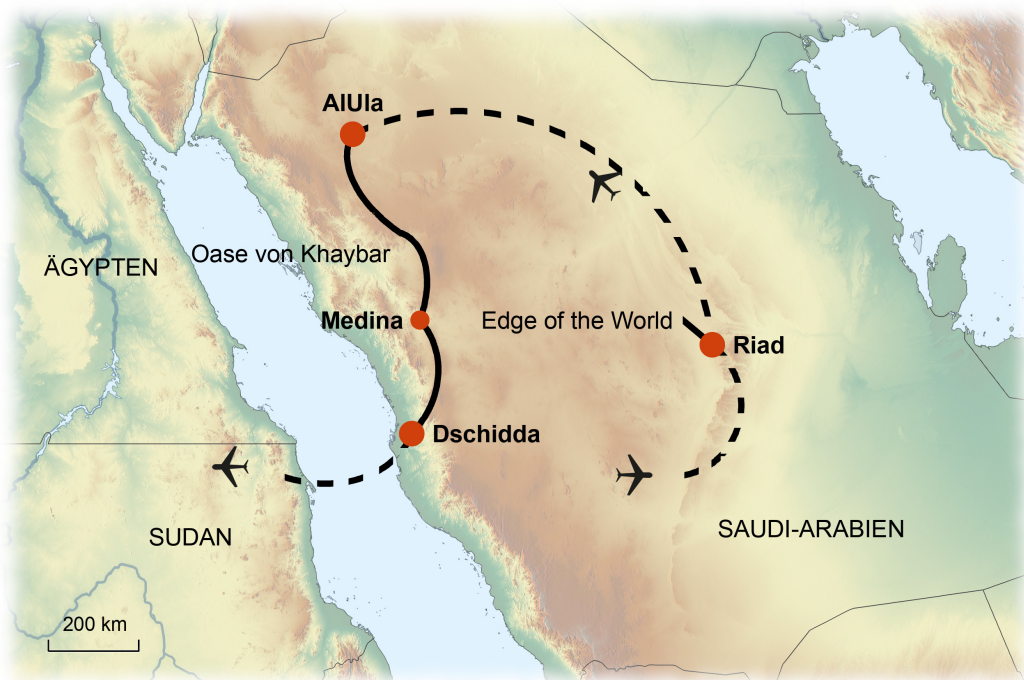 AlUla
Oase von Khaybar
ÄGYPTEN
Medina
Edge of the World
Riad
Dschidda
SUDAN
SAUDI-ARABIEN
200 km